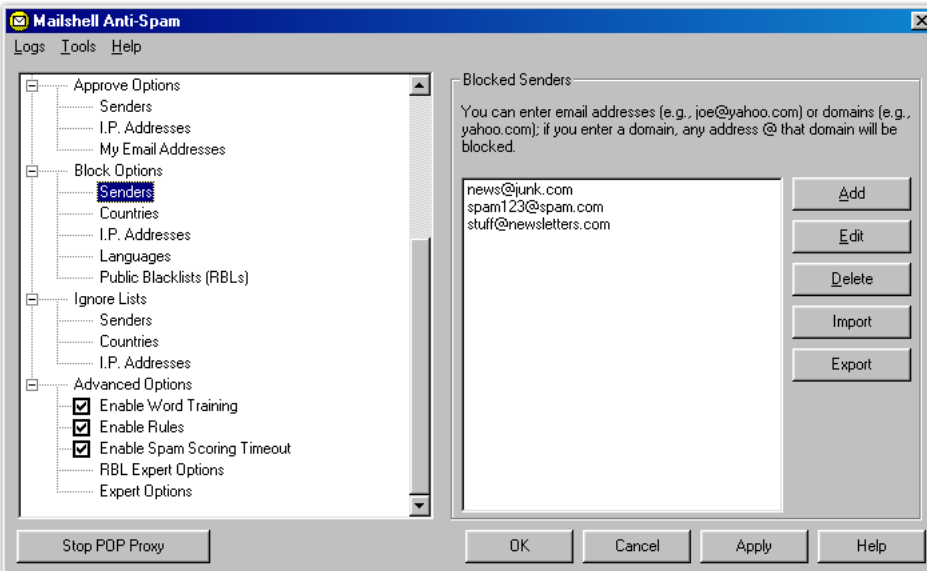 Mailshell Anti-Spam
Logs Tools Help
Approve Options
Senders
I.P. Addresses
My Email Addresses
Block Options
Senders
Countries
I.P. Addresses
Languages
Public Blacklists (RBLs)
Ignore Lists
Senders
Countries
I.P. Addresses
Advanced Options
Enable Word Training
Enable Rules
Enable Spam Scoring Timeout
RBL Expert Options
Expert Options
Blocked Senders
You can enter email addresses (e.g., joe@yahoo.com) or domains (e.g.,
yahoo.com); if you enter a domain, any address @ that domain will be
blocked.
news@junk.com
spam123@spam.com
stuff@newsletters.com
Add
Edit
Delete
Import
Export
Stop POP Proxy
OK
Cancel
Apply
Help